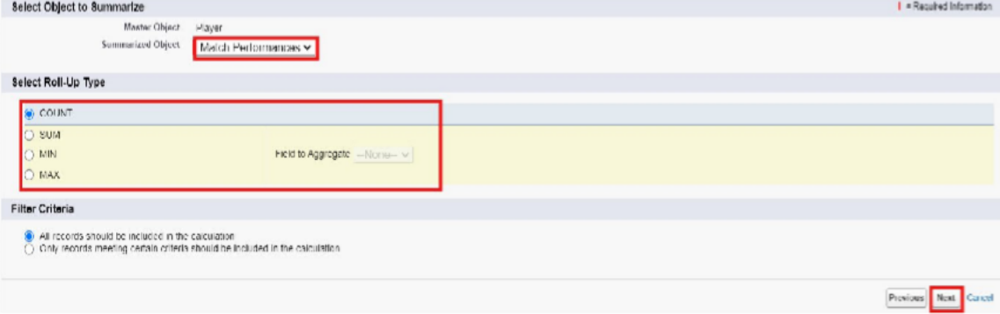 Select Object to Summarize
| = Required Information
Master Object Player
Summarized Object Match Performances
Select Roll-Up Type
COUNT
SUM
MIN
Field to Aggregate --None--
MAX
Filter Criteria
All records should be included in the calculation
Only records meeting certain criteria should be included in the calculation
Previous Next Cancel